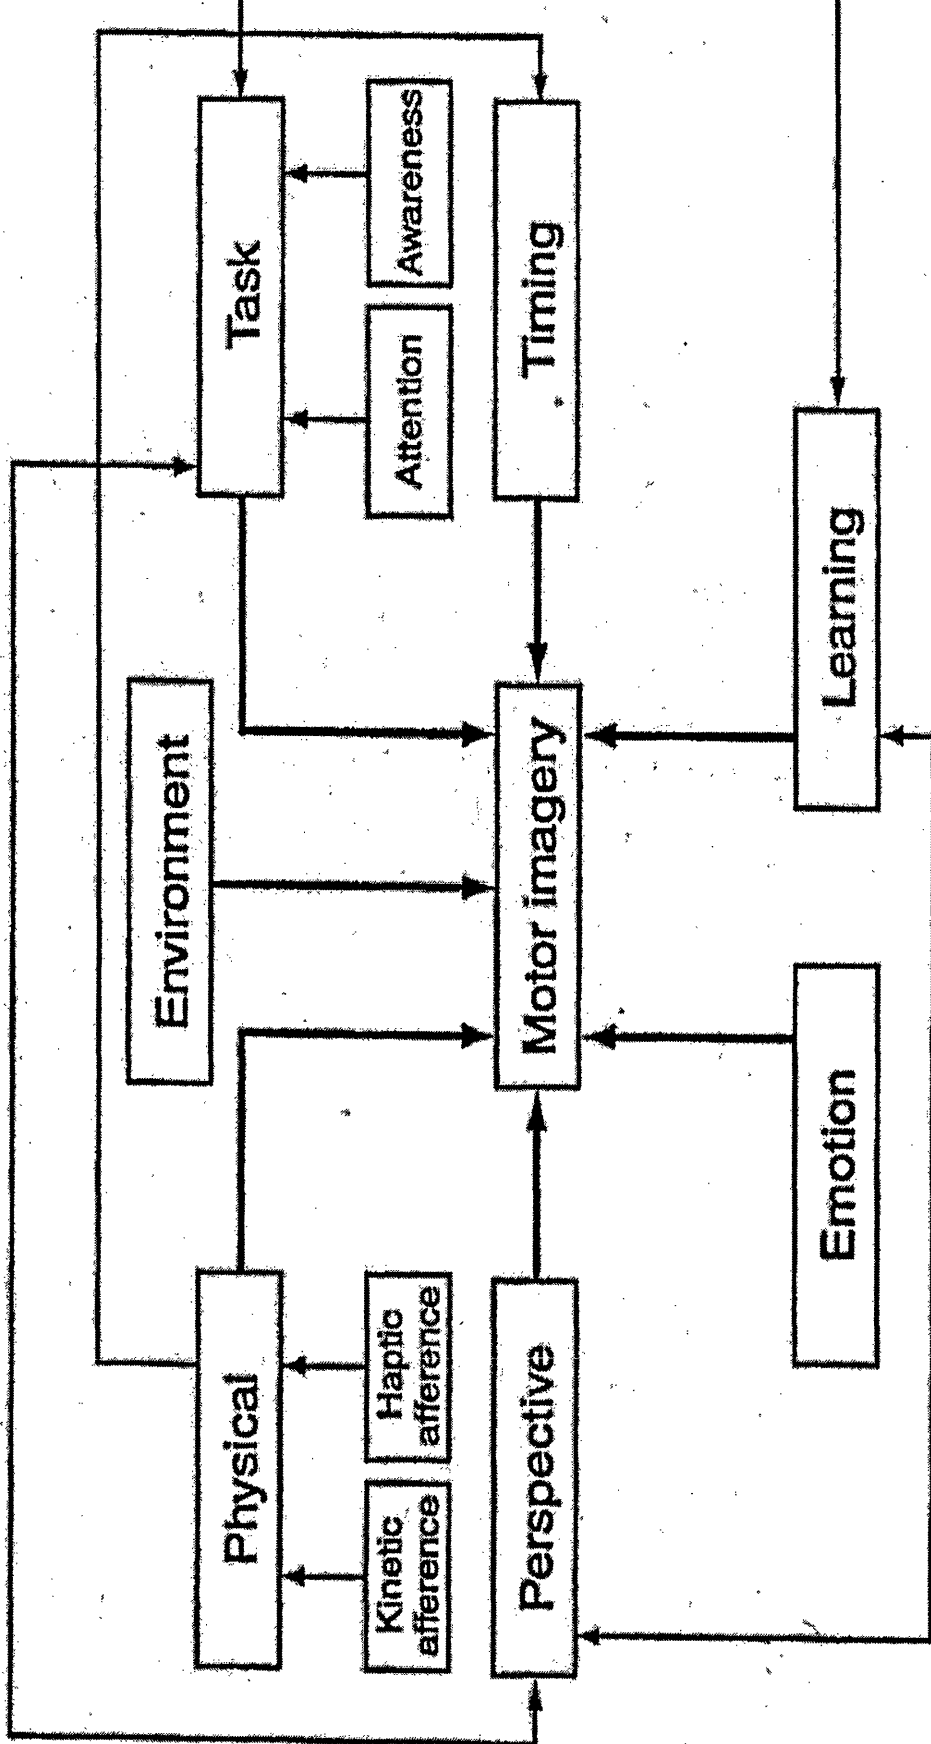 Physical
Kinetic
afference
Haptic
afference
Perspective
Environment
Motor imagery
Emotion
Task
Attention
Awareness
Timing
Learning